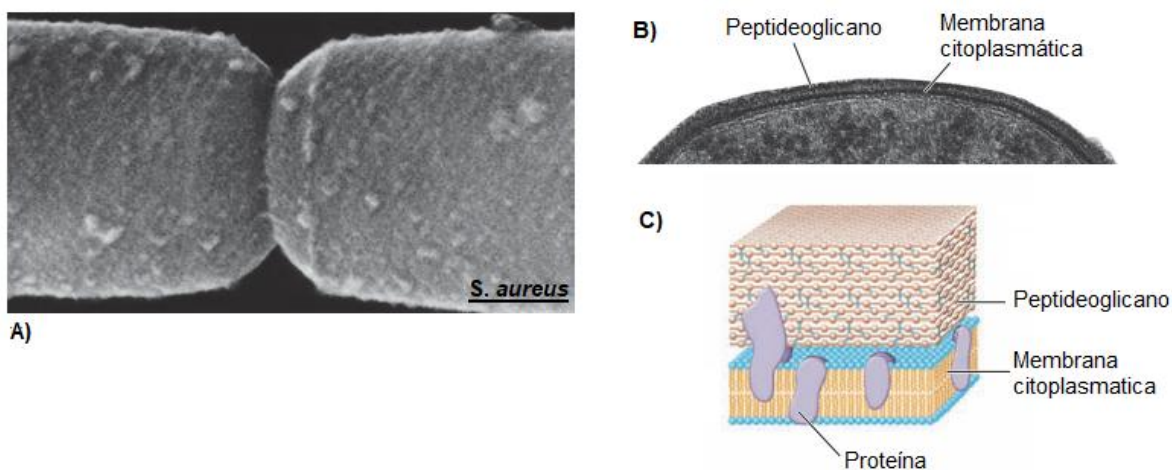 S. aureus
A)
B)
Peptideoglicano
Membrana
citoplasmática
C)
Peptideoglicano
Membrana
citoplasmatica
Proteína